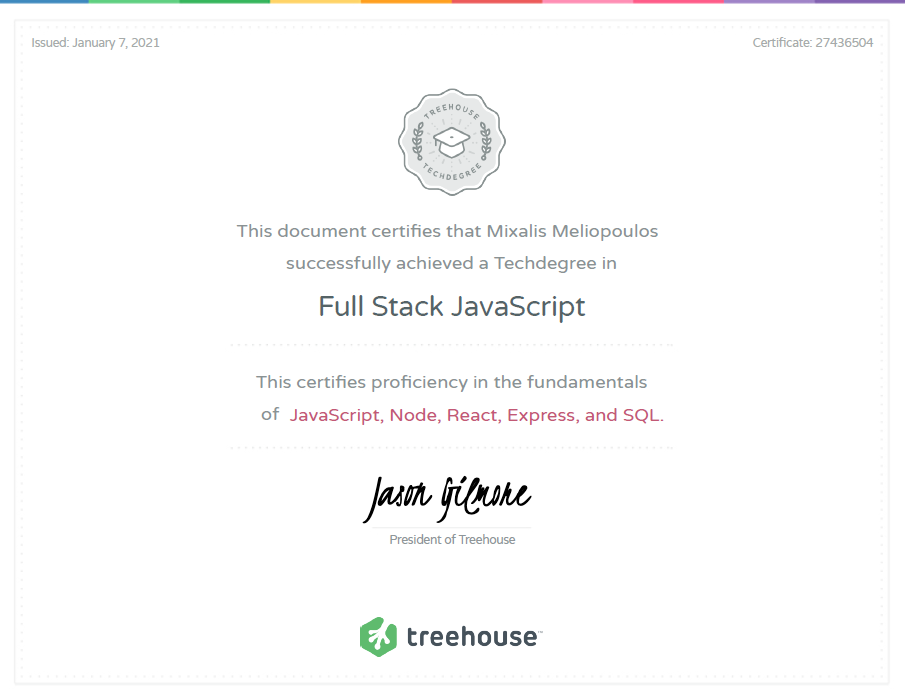 Issued: January 7, 2021
Certificate: 27436504
TREEHOUSE
TECHDEGREE
This document certifies that Mixalis Meliopoulos
successfully achieved a Techdegree in
Full Stack JavaScript
This certifies proficiency in the fundamentals
of JavaScript, Node, React, Express, and SQL.
Jason Gilmore
President of Treehouse
treehouse™